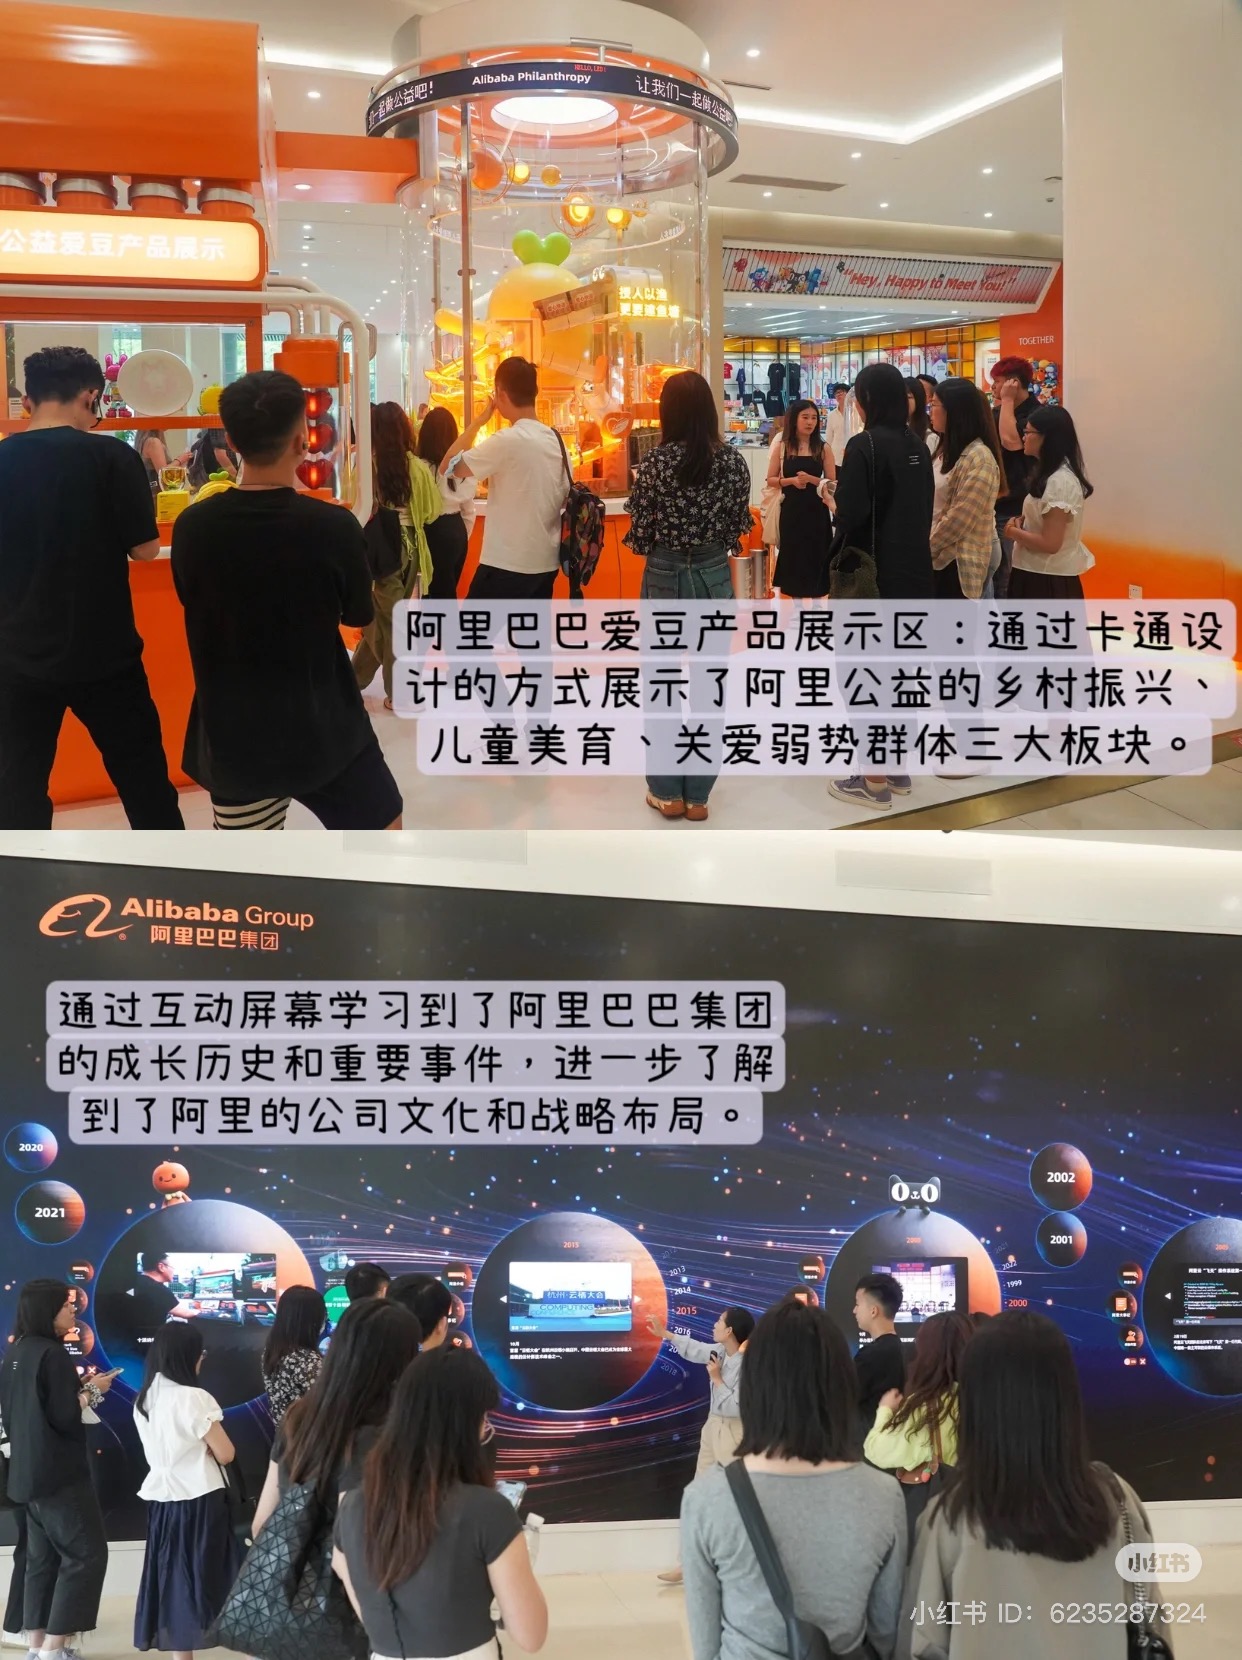 HELLO, LED!
一起做公益吧!
Alibaba Philanthropy
让我们一起做公益吧
公益爱豆产品展示
授人以渔
更要建鱼塘
"Hey, Happy to Meet You!"
TOGETHER
阿里巴巴爱豆产品展示区：通过卡通设
计的方式展示了阿里公益的乡村振兴、
儿童美育、关爱弱势群体三大板块。
Alibaba Group
阿里巴巴集团
通过互动屏幕学习到了阿里巴巴集团
的成长历史和重要事件，进一步了解
到了阿里的公司文化和战略布局。
2020
2021
2015
杭州·云栖大会
COMPUTING
2013
2014
2015
2016
2018
2002
2001
2000
1999
2000
小红书
小红书 ID：6235287324